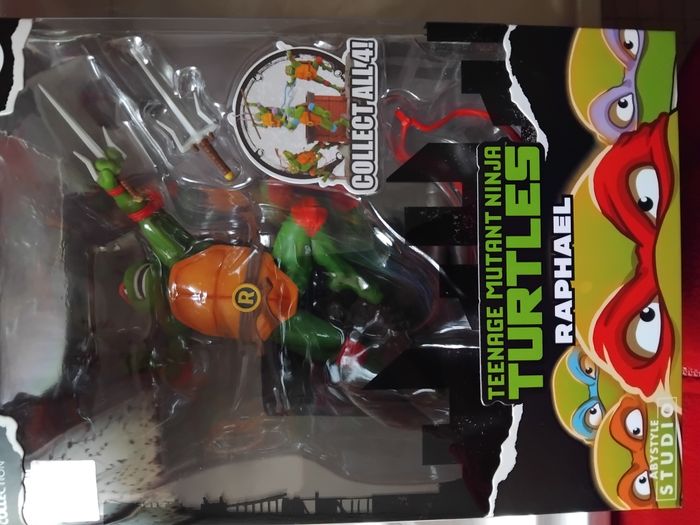 COLLECT ALL 4!
R
TEENAGE MUTANT NINJA
TURTLES
RAPHAEL
ABYSTYLE
STUDIO